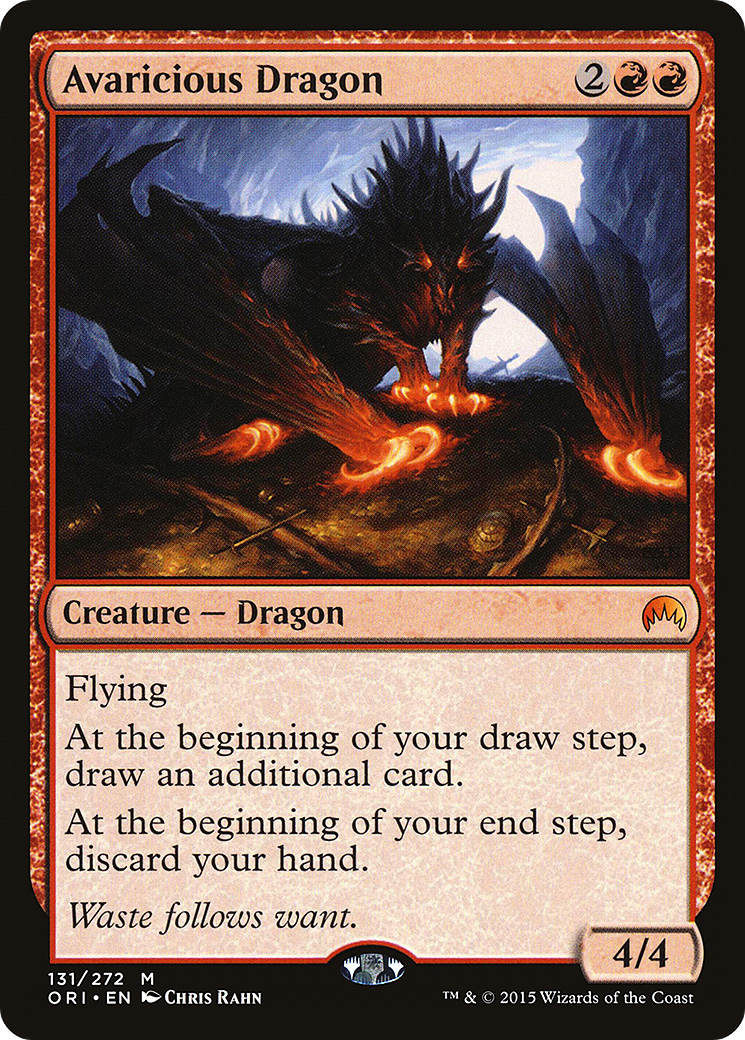 Avaricious Dragon 2
Creature — Dragon
Flying
At the beginning of your draw step,
draw an additional card.
At the beginning of your end step,
discard your hand.
Waste follows want.
4/4
131/272 M
ORI • EN Chris Rahn
™ & © 2015 Wizards of the Coast